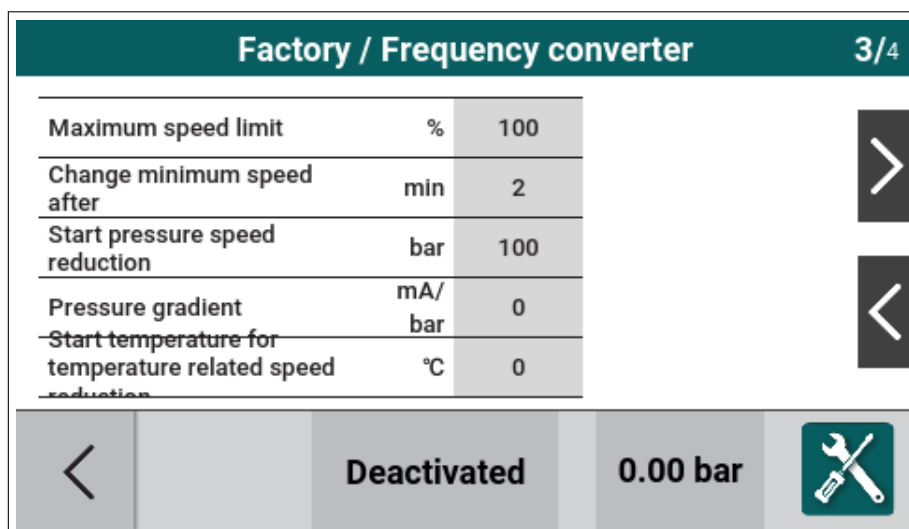 Factory / Frequency converter 3/4
Maximum speed limit % 100
Change minimum speed
after min 2
Start pressure speed
reduction bar 100
Pressure gradient mA/
bar 0
Start temperature for
temperature related speed °C 0
reduction
Deactivated 0.00 bar